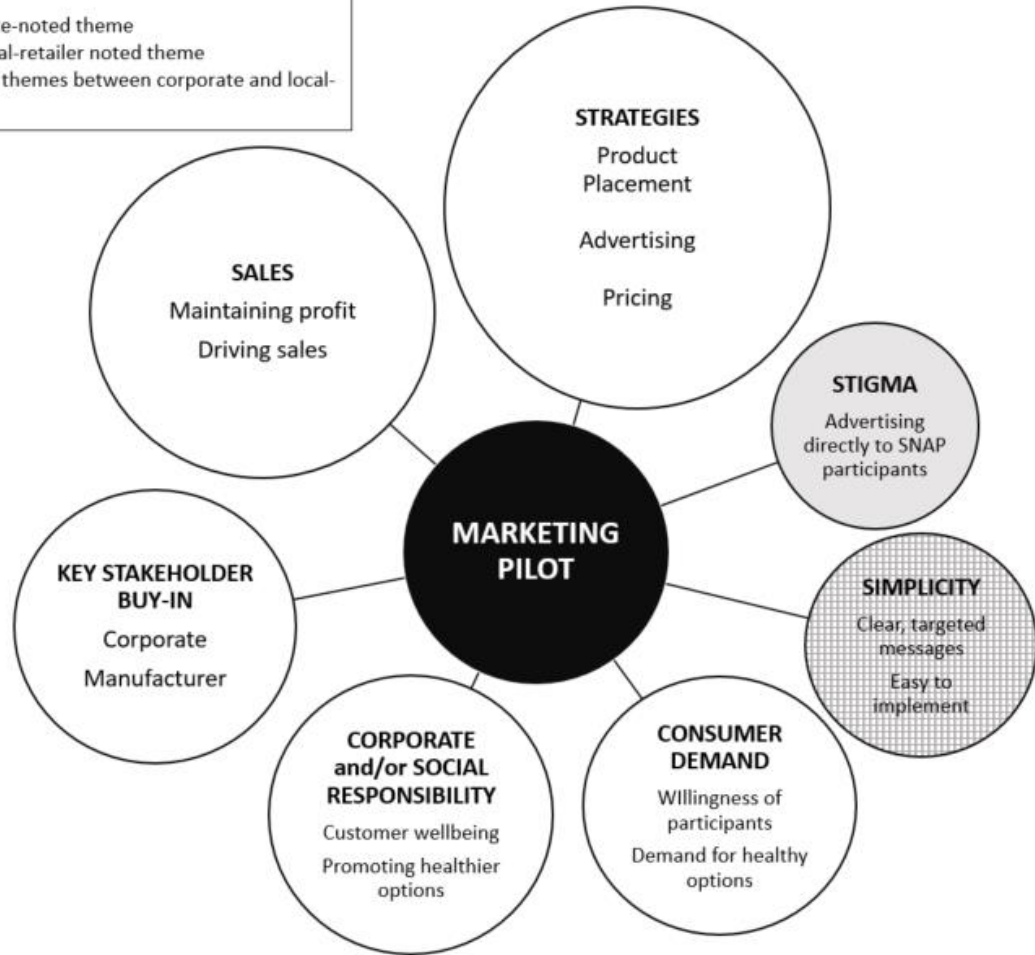 e-noted theme
al-retailer noted theme
themes between corporate and local-
STRATEGIES
Product
Placement
Advertising
Pricing
SALES
Maintaining profit
Driving sales
STIGMA
Advertising
directly to SNAP
participants
MARKETING
PILOT
KEY STAKEHOLDER
BUY-IN
Corporate
Manufacturer
SIMPLICITY
Clear, targeted
messages
Easy to
implement
CORPORATE
and/or SOCIAL
RESPONSIBILITY
Customer wellbeing
Promoting healthier
options
CONSUMER
DEMAND
WIllingness of
participants
Demand for healthy
options